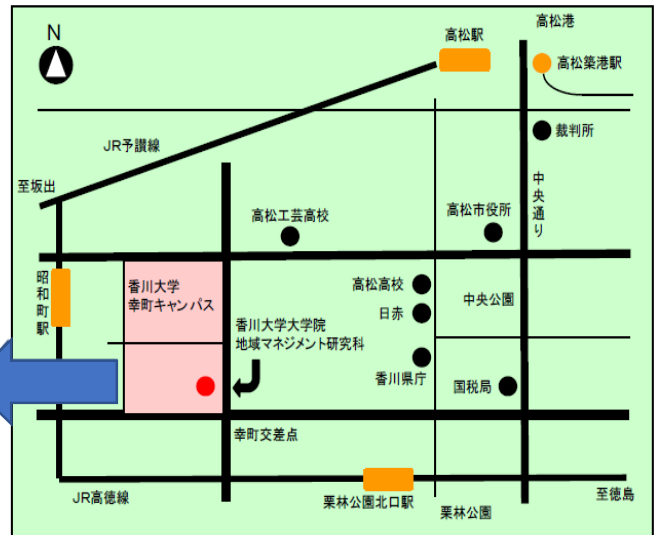 N
高松港
高松駅
高松築港駅
裁判所
JR予讃線
至坂出
中央通り
高松工芸高校
高松市役所
昭和町駅
香川大学
幸町キャンパス
高松高校
日赤
中央公園
香川大学大学院
地域マネジメント研究科
香川県庁
国税局
幸町交差点
JR高徳線
栗林公園北口駅
栗林公園
至徳島